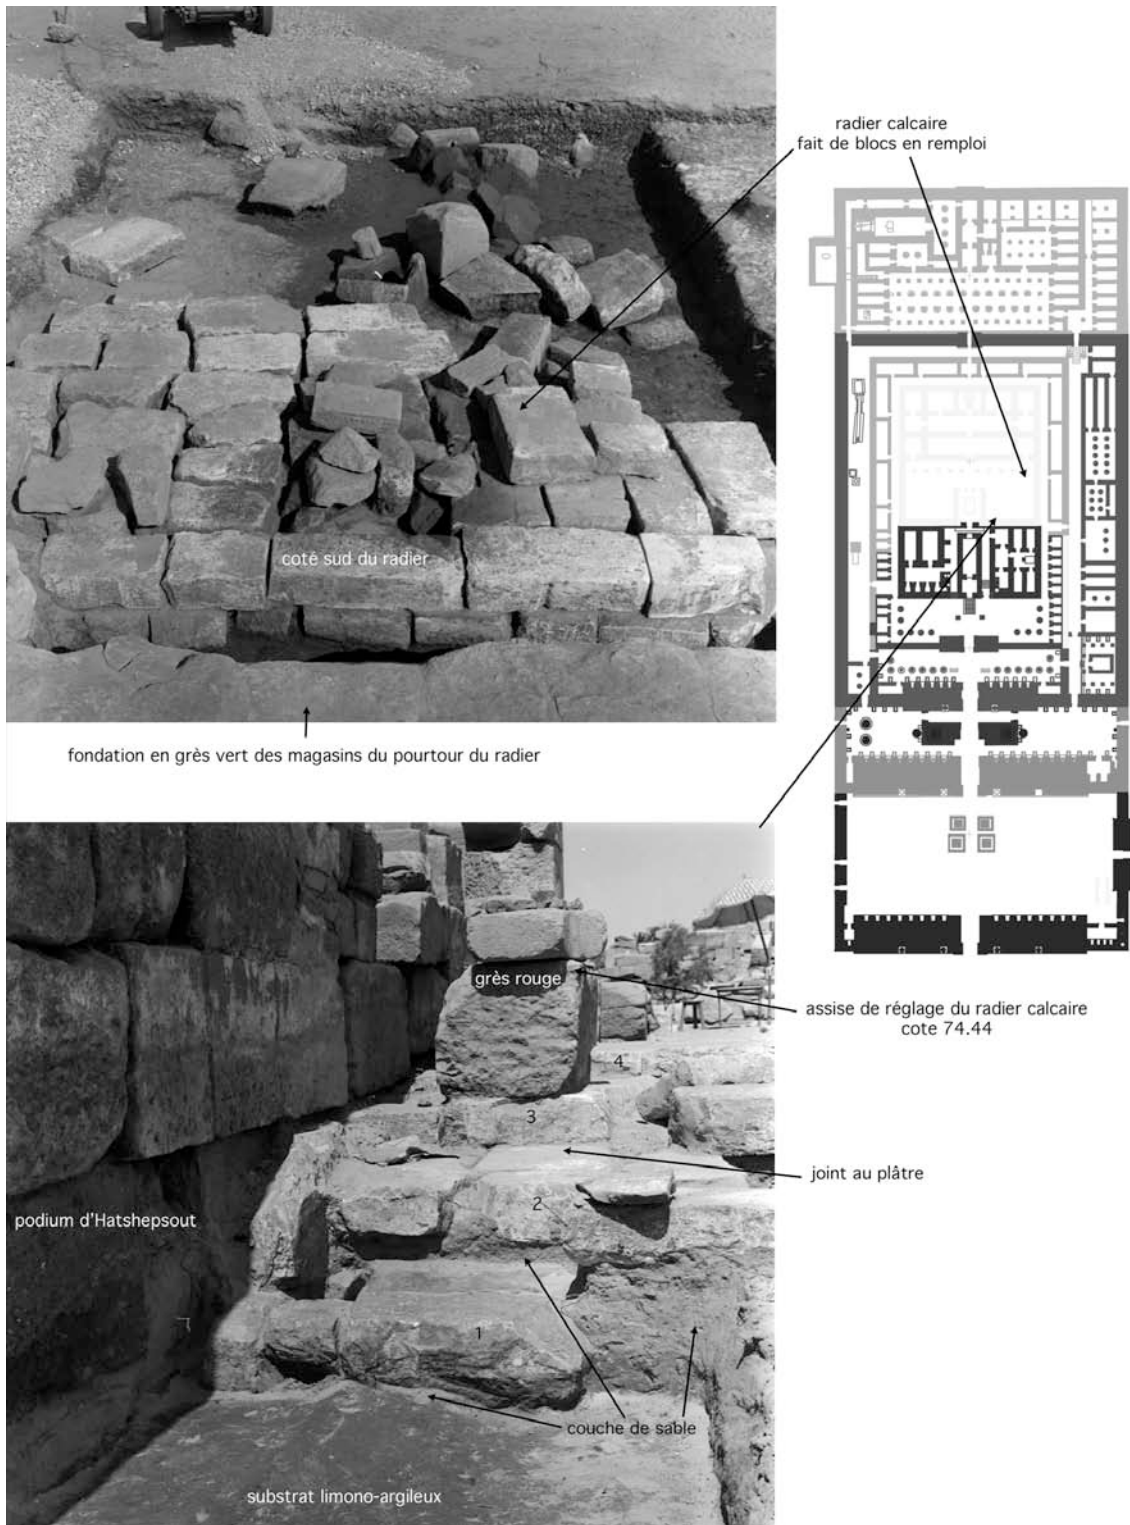 radier calcaire
fait de blocs en remploi
coté sud du radier
fondation en grès vert des magasins du pourtour du radier
grès rouge
assise de réglage du radier calcaire
cote 74.44
4
3
joint au plâtre
2
podium d'Hatshepsout
1
couche de sable
substrat limono-argileux